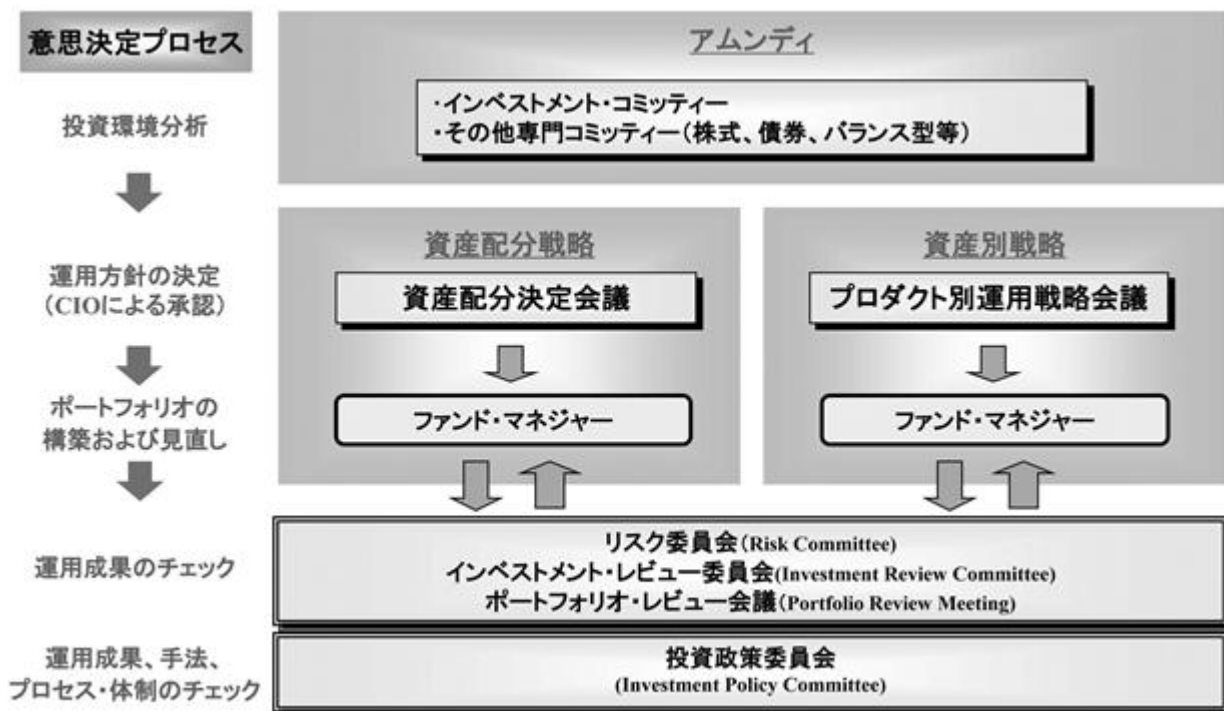 意思決定プロセス
アムンディ
投資環境分析
・インベストメント・コミッティー
・その他専門コミッティー（株式、債券、バランス型等）
資産配分戦略
資産別戦略
運用方針の決定
（CIOによる承認）
資産配分決定会議
プロダクト別運用戦略会議
ポートフォリオの
構築および見直し
ファンド・マネジャー
ファンド・マネジャー
運用成果のチェック
リスク委員会（Risk Committee）
インベストメント・レビュー委員会(Investment Review Committee)
ポートフォリオ・レビュー会議（Portfolio Review Meeting）
運用成果、手法、
プロセス・体制のチェック
投資政策委員会
(Investment Policy Committee)